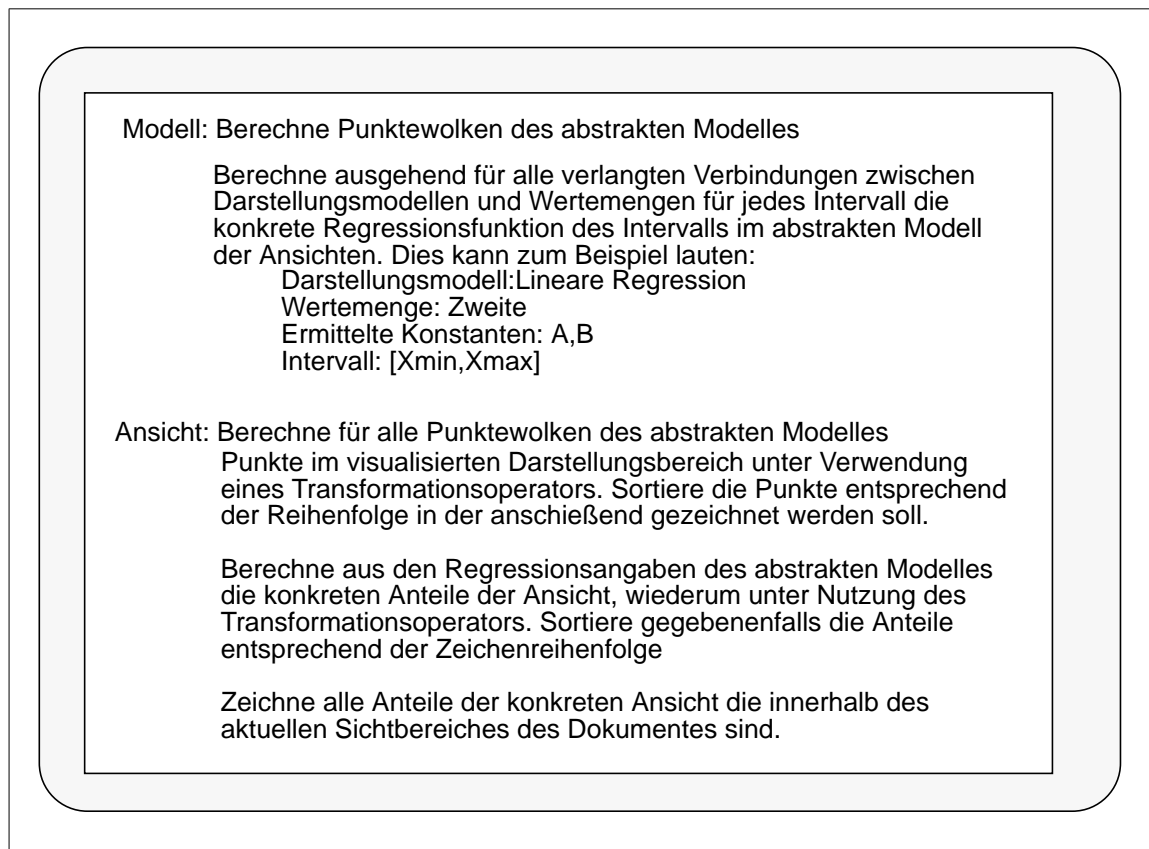 Modell: Berechne Punktewolken des abstrakten Modelles
Berechne ausgehend für alle verlangten Verbindungen zwischen
Darstellungsmodellen und Wertemengen für jedes Intervall die
konkrete Regressionsfunktion des Intervalls im abstrakten Modell
der Ansichten. Dies kann zum Beispiel lauten:
Darstellungsmodell:Lineare Regression
Wertemenge: Zweite
Ermittelte Konstanten: A,B
Intervall: [Xmin,Xmax]
Ansicht: Berechne für alle Punktewolken des abstrakten Modelles
Punkte im visualisierten Darstellungsbereich unter Verwendung
eines Transformationsoperators. Sortiere die Punkte entsprechend
der Reihenfolge in der anschießend gezeichnet werden soll.
Berechne aus den Regressionsangaben des abstrakten Modelles
die konkreten Anteile der Ansicht, wiederum unter Nutzung des
Transformationsoperators. Sortiere gegebenenfalls die Anteile
entsprechend der Zeichenreihenfolge
Zeichne alle Anteile der konkreten Ansicht die innerhalb des
aktuellen Sichtbereiches des Dokumentes sind.